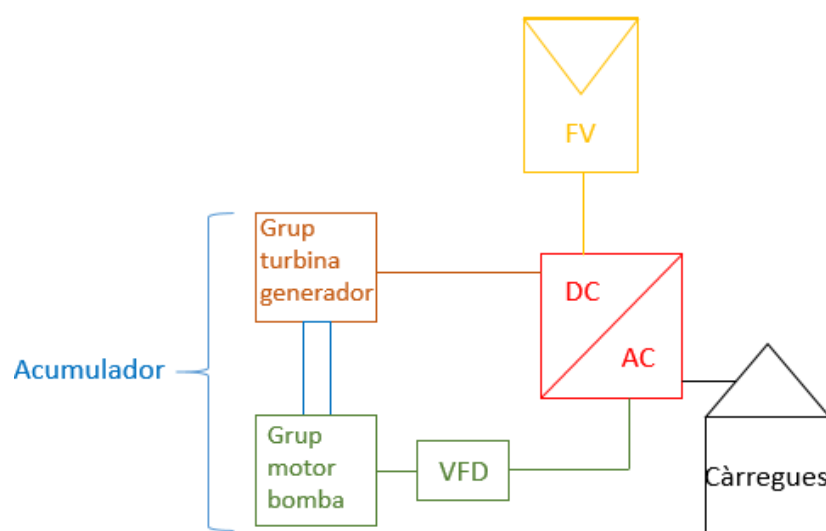 FV
Grup
turbina
generador
DC
AC
Acumulador
Grup
motor
bomba
VFD
Càrregues